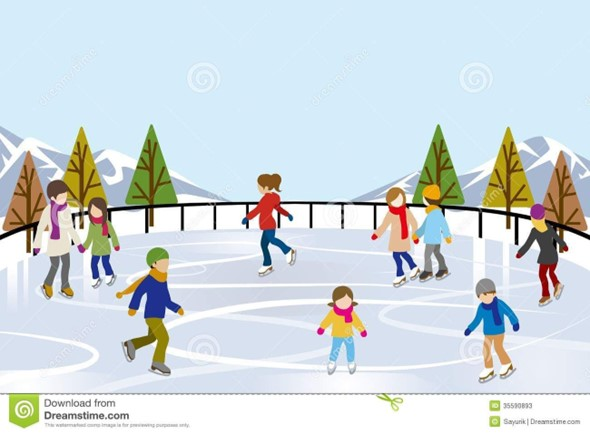 Download from
Dreamstime.com
This watermarked comp image is for previewing purposes only.
35590893
© Sayurik | Dreamstime.com